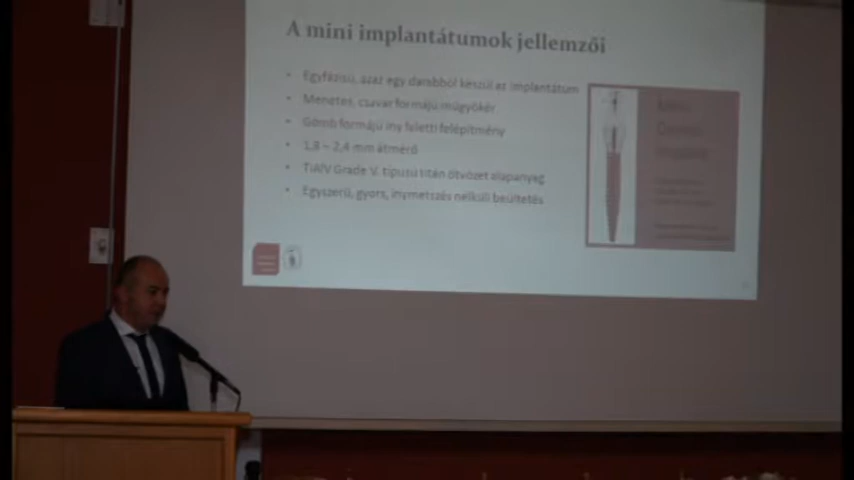 A mini implantátumok jellemzői
• Egyfázisú, azaz egy darabból készül az implantátum
• Menetes, csavar formájú műgyökér
• Gömb formájú íny feletti felépítmény
• 1,8 – 2,4 mm átmérő
• TiAlV Grade V. típusú titán ötvözet alapanyag
• Egyszerű, gyors, ínymetszés nélküli beültetés